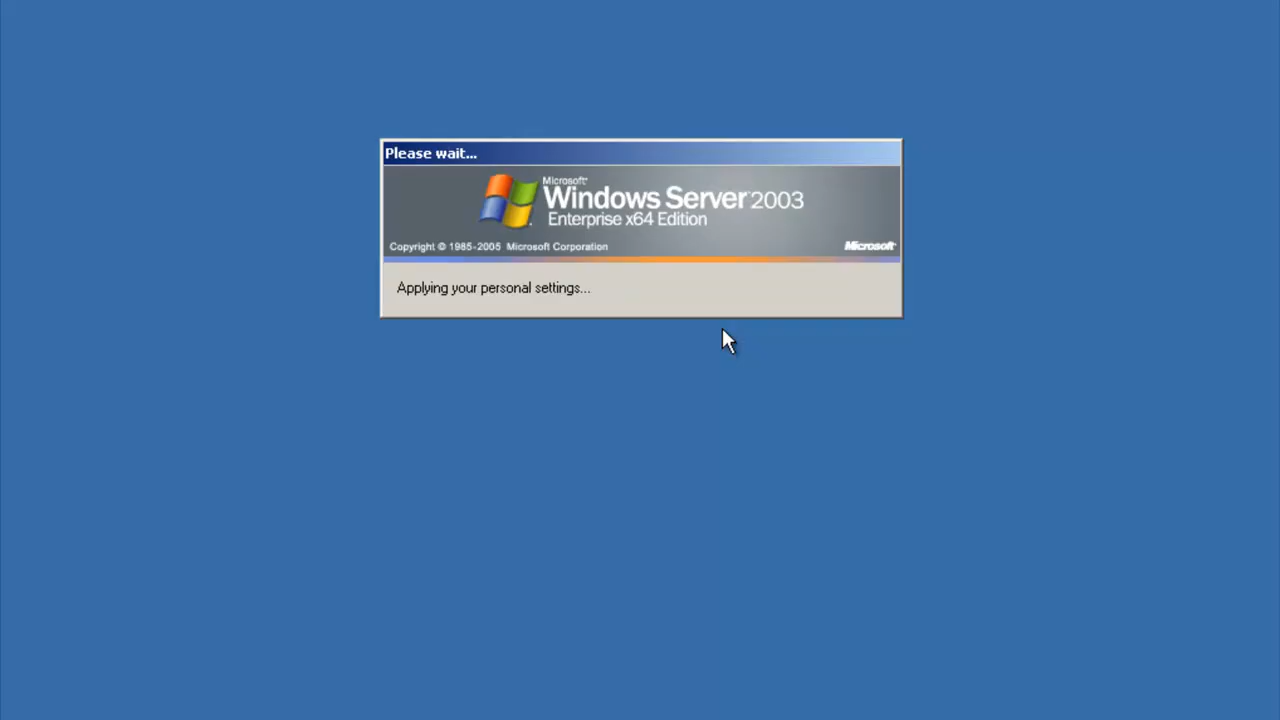 Please wait...
Microsoft
Windows Server 2003
Enterprise x64 Edition
Copyright © 1985-2005 Microsoft Corporation Microsoft
Applying your personal settings...